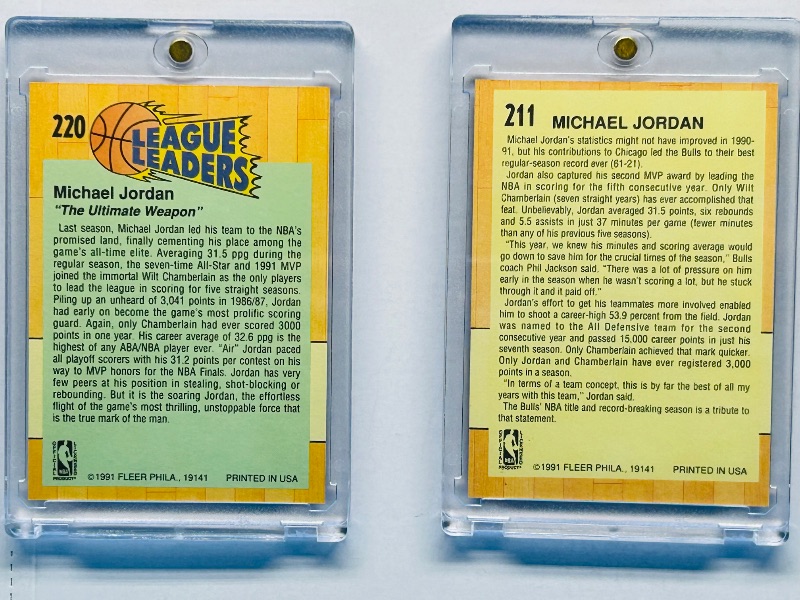 220
LEAGUE
LEADERS
Michael Jordan
"The Ultimate Weapon"
Last season, Michael Jordan led his team to the NBA's
promised land, finally cementing his place among the
game's all-time elite. Averaging 31.5 ppg during the
regular season, the seven-time All-Star and 1991 MVP
joined the immortal Wilt Chamberlain as the only players
to lead the league in scoring for five straight seasons.
Piling up an unheard of 3,041 points in 1986/87, Jordan
had early on become the game's most prolific scoring
guard. Again, only Chamberlain had ever scored 3000
points in one year. His career average of 32.6 ppg is the
highest of any ABA/NBA player ever. "Air" Jordan paced
all playoff scorers with his 31.2 points per contest on his
way to MVP honors for the NBA Finals. Jordan has very
few peers at his position in stealing, shot-blocking or
rebounding. But it is the soaring Jordan, the effortless
flight of the game's most thrilling, unstoppable force that
is the true mark of the man.
OFFICIAL
LICENSED
NBA
PRODUCT
©1991 FLEER PHILA., 19141 PRINTED IN USA
211 MICHAEL JORDAN
Michael Jordan's statistics might not have improved in 1990-
91, but his contributions to Chicago led the Bulls to their best
regular-season record ever (61-21).
Jordan also captured his second MVP award by leading the
NBA in scoring for the fifth consecutive year. Only Wilt
Chamberlain (seven straight years) has ever accomplished that
feat. Unbelievably, Jordan averaged 31.5 points, six rebounds
and 5.5 assists in just 37 minutes per game (fewer minutes
than any of his previous five seasons).
"This year, we knew his minutes and scoring average would
go down to save him for the crucial times of the season," Bulls
coach Phil Jackson said. "There was a lot of pressure on him
early in the season when he wasn't scoring a lot, but he stuck
through it and it paid off."
Jordan's effort to get his teammates more involved enabled
him to shoot a career-high 53.9 percent from the field. Jordan
was named to the All Defensive team for the second
consecutive year and passed 15,000 career points in just his
seventh season. Only Chamberlain achieved that mark quicker.
Only Jordan and Chamberlain have ever registered 3,000
points in a season.
"In terms of a team concept, this is by far the best of all my
years with this team," Jordan said.
The Bulls' NBA title and record-breaking season is a tribute to
that statement.
OFFICIAL
LICENSED
NBA
PRODUCT
©1991 FLEER PHILA., 19141 PRINTED IN USA